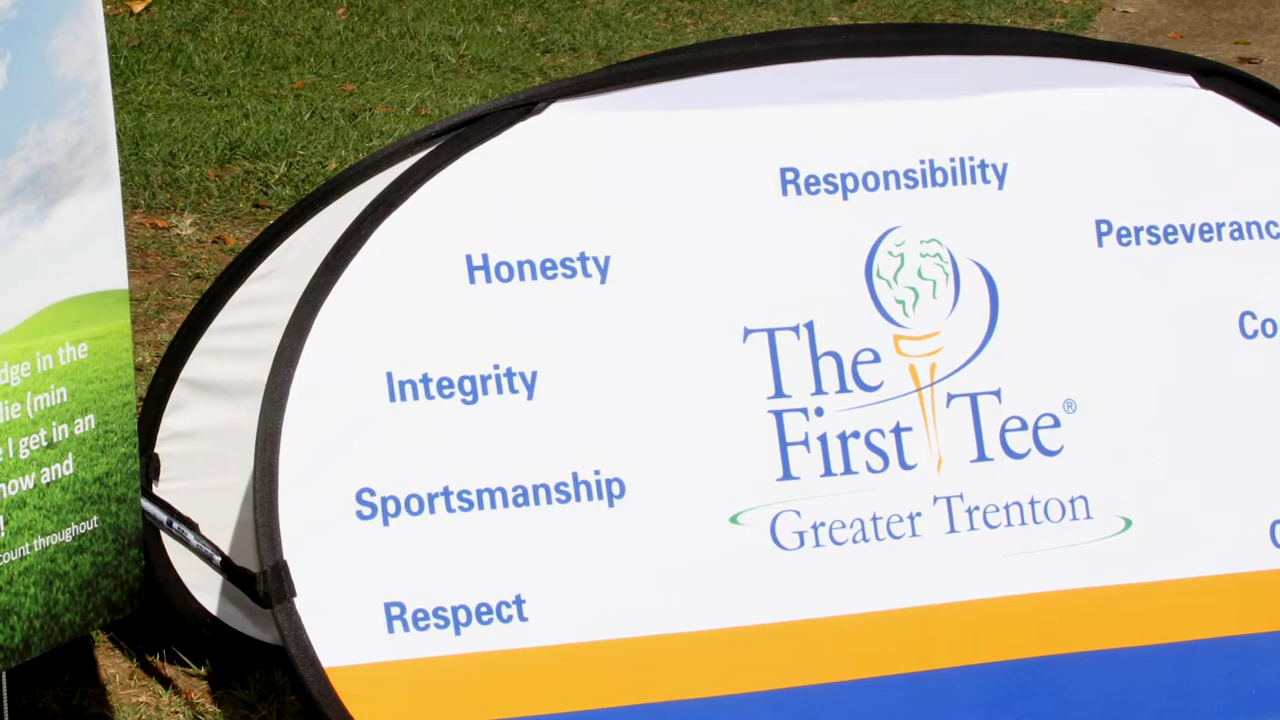 Responsibility
Honesty
Integrity
Sportsmanship
Respect
The
First Tee®
Greater Trenton
Perseveranc
Co
dge in the
lie (min
e I get in an
now and
!
count throughout